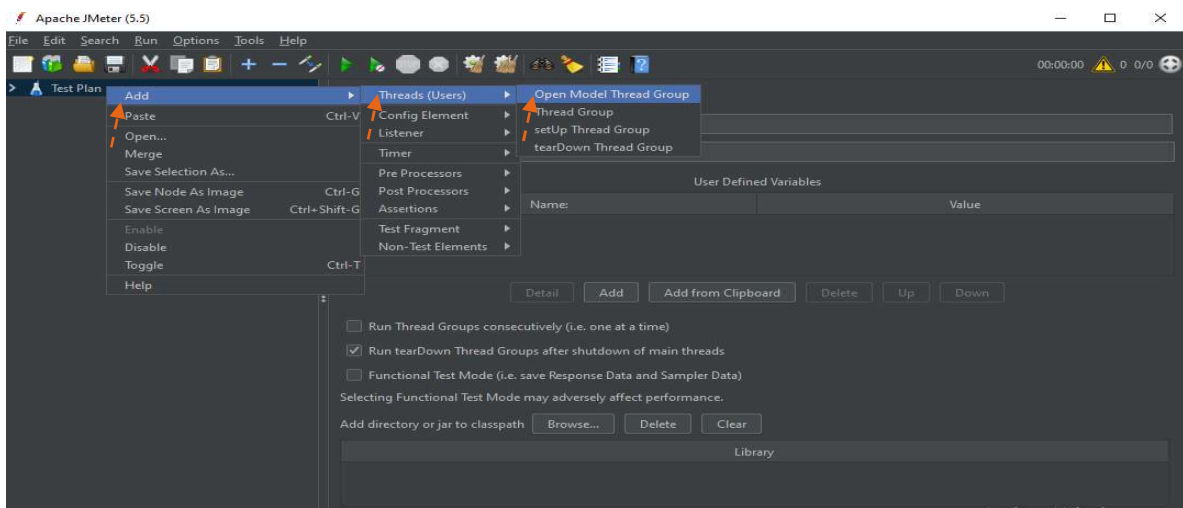 Apache JMeter (5.5)
File Edit Search Run Options Tools Help
00:00:00 0 0/0
Test Plan
Add
Paste Ctrl-V
Open...
Merge
Save Selection As...
Save Node As Image Ctrl-G
Save Screen As Image Ctrl+Shift-G
Enable
Disable
Toggle Ctrl-T
Help
Threads (Users)
Config Element
Listener
Timer
Pre Processors
Post Processors
Assertions
Test Fragment
Non-Test Elements
Open Model Thread Group
Thread Group
setUp Thread Group
tearDown Thread Group
User Defined Variables
Name: Value
Detail Add Add from Clipboard Delete Up Down
Run Thread Groups consecutively (i.e. one at a time)
Run tearDown Thread Groups after shutdown of main threads
Functional Test Mode (i.e. save Response Data and Sampler Data)
Selecting Functional Test Mode may adversely affect performance.
Add directory or jar to classpath Browse... Delete Clear
Library